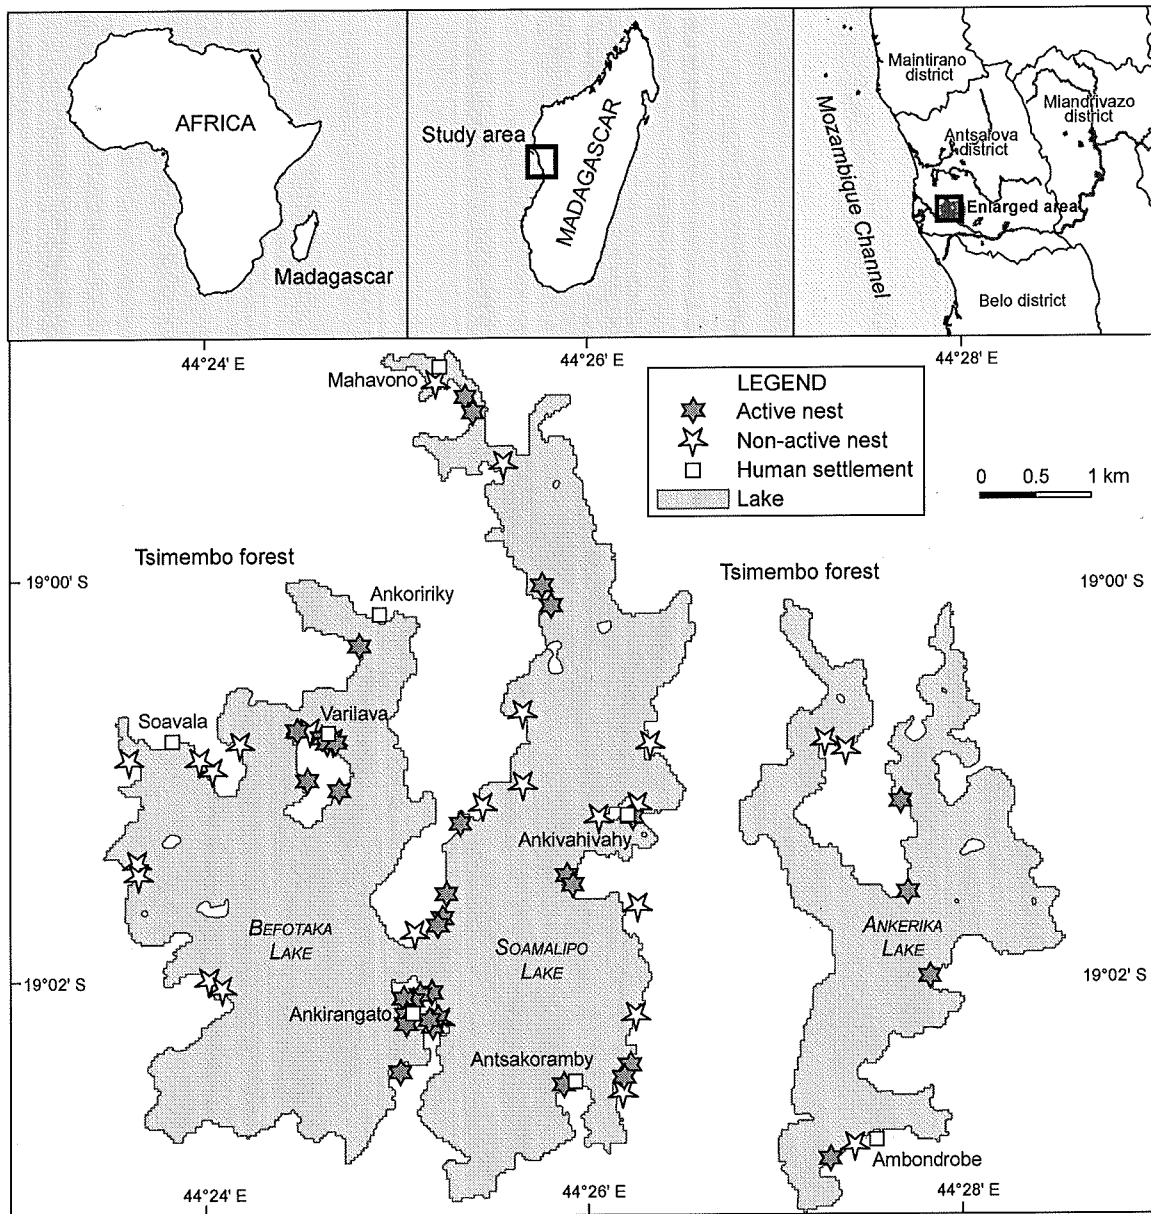 AFRICA
Madagascar
Study area
MADAGASCAR
Maintirano
district
Miandrivazo
district
Antsalova
district
Mozambique Channel
Enlarged area
Belo district
44°24' E
44°26' E
44°28' E
Mahavono
LEGEND
Active nest
Non-active nest
Human settlement
Lake
0 0.5 1 km
Tsimembo forest
Tsimembo forest
19°00' S
19°00' S
Ankoririky
Soavala
Varilava
Ankivahivahy
BEFOTAKA
LAKE
SOAMALIPO
LAKE
ANKERIKA
LAKE
19°02' S
19°02' S
Ankirangato
Antsakoramby
Ambondrobe
44°24' E
44°26' E
44°28' E